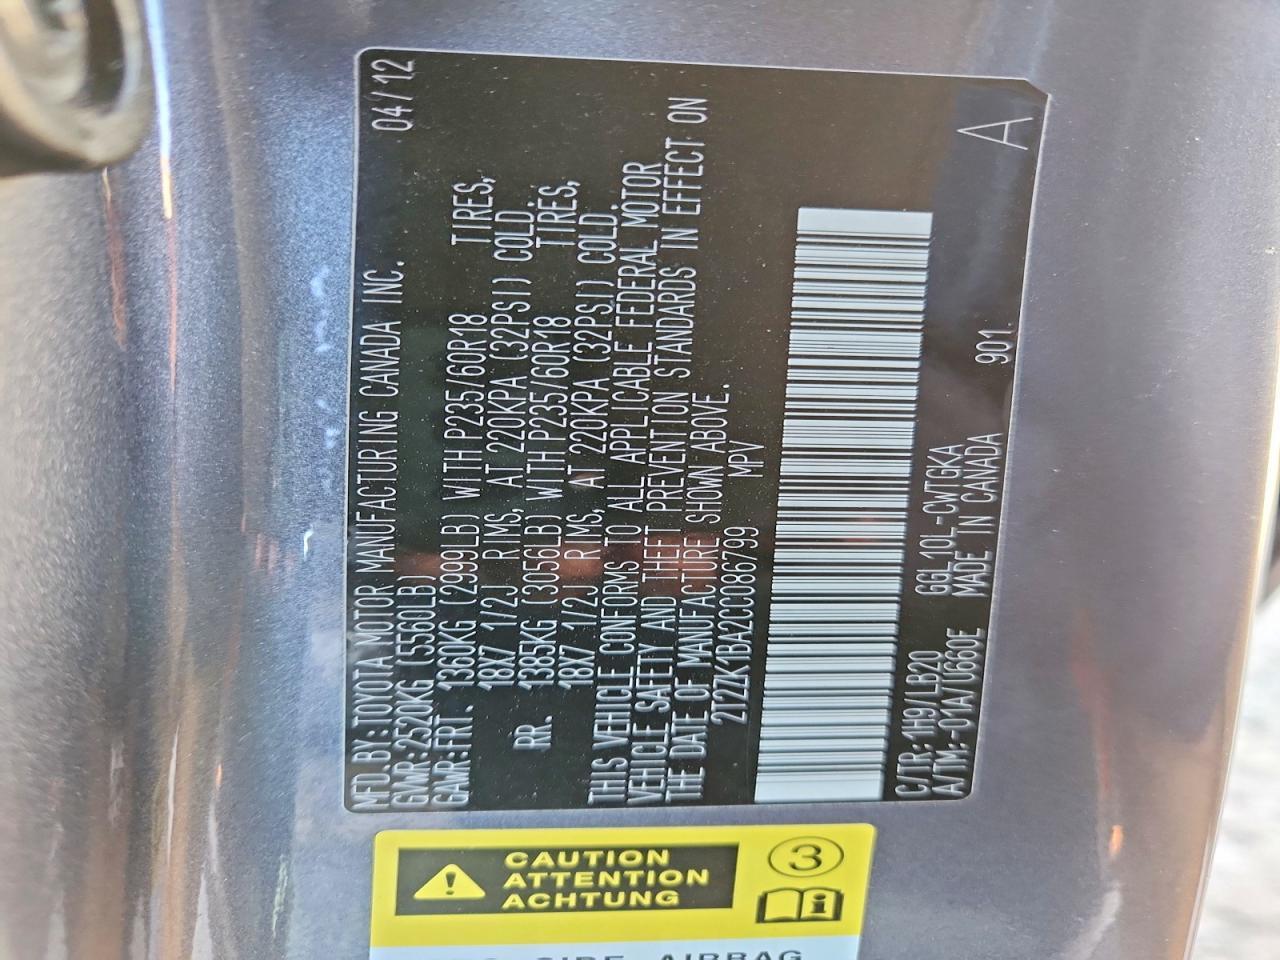 MFD.BY:TOYOTA MOTOR MANUFACTURING CANADA INC. 04/12
GVWR:2520KG (5560LB)
GAWR:FRT. 1360KG (2999LB) WITH P235/60R18 TIRES,
18X7 1/2J RIMS, AT 220KPA (32PSI) COLD.
RR. 1385KG (3056LB) WITH P235/60R18 TIRES,
18X7 1/2J RIMS, AT 220KPA (32PSI) COLD.
THIS VEHICLE CONFORMS TO ALL APPLICABLE FEDERAL MOTOR
VEHICLE SAFETY AND THEFT PREVENTION STANDARDS IN EFFECT ON
THE DATE OF MANUFACTURE SHOWN ABOVE.
2T2ZK1BA2CC086799 MPV
C/TR:1H9/LB20 GGL10L-CWTGKA
A/TM:-01A/U660E MADE IN CANADA 901.
A
CAUTION
ATTENTION
ACHTUNG
3
SIDE AIRBAG